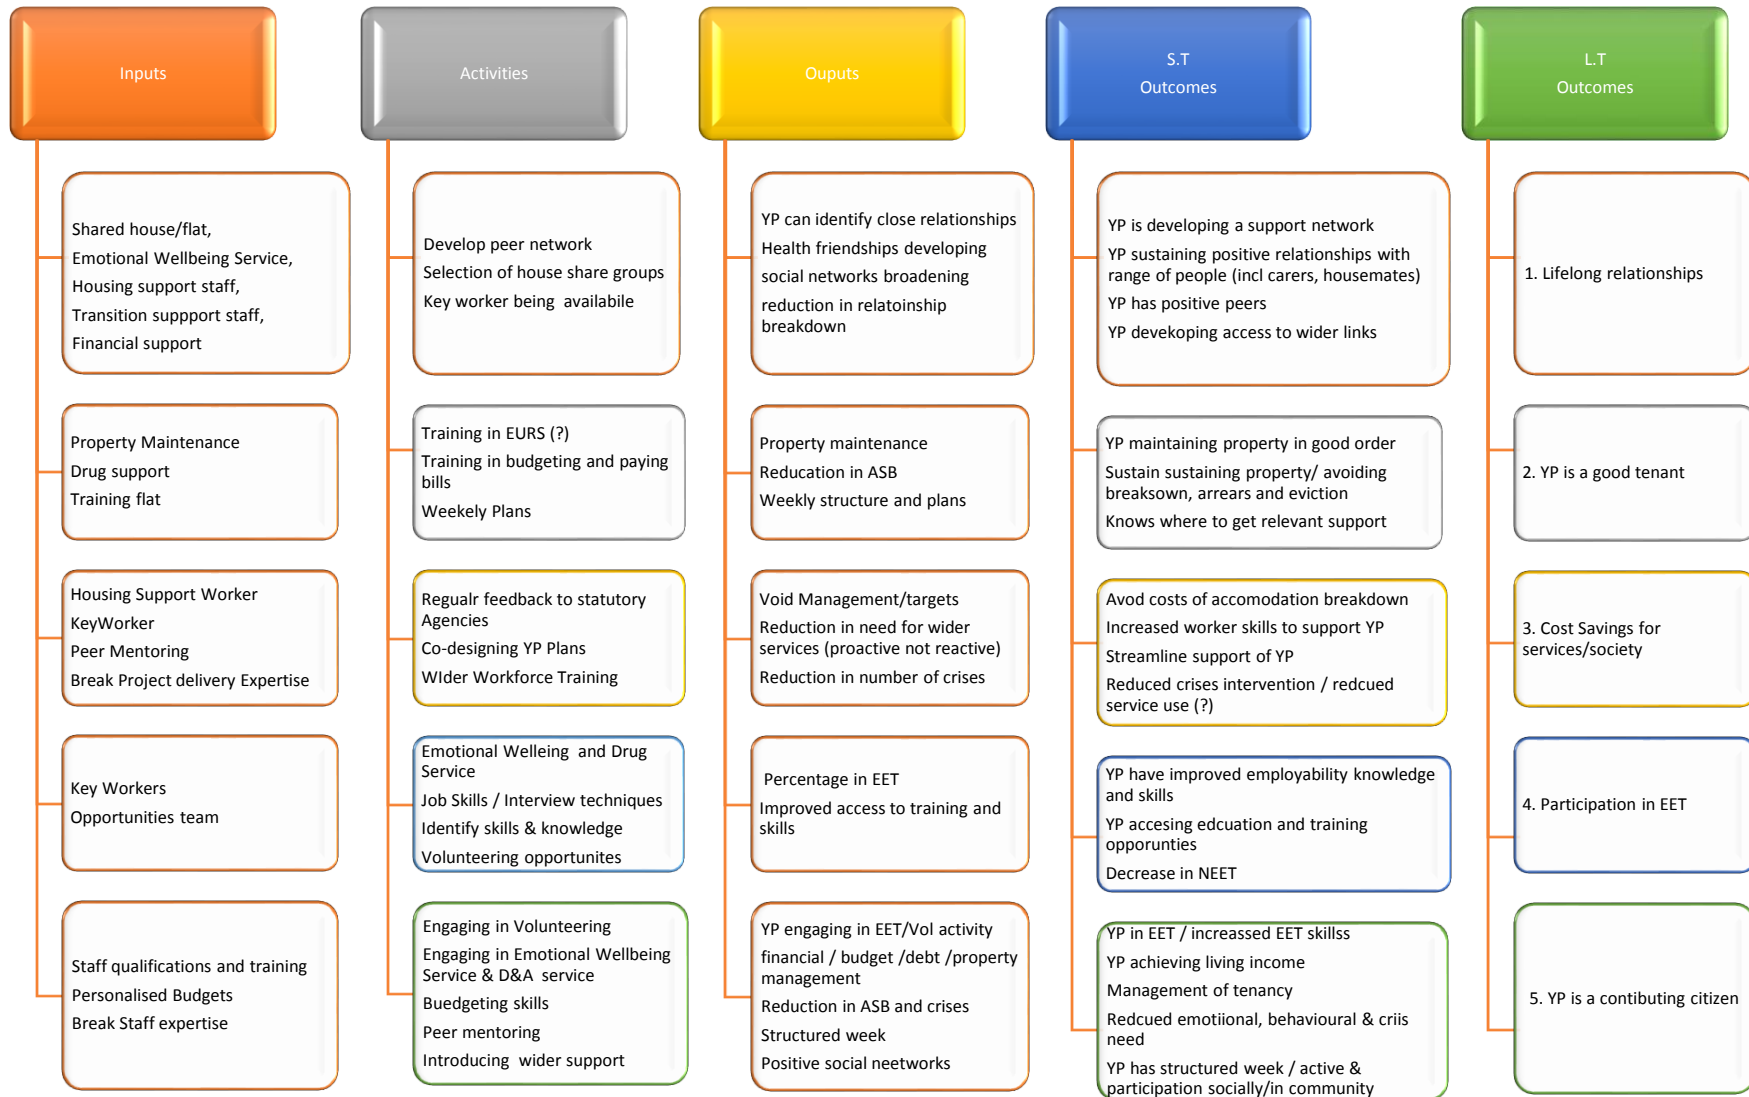 Inputs
Shared house/flat,
Emotional Wellbeing Service,
Housing support staff,
Transition suppport staff,
Financial support
Property Maintenance
Drug support
Training flat
Housing Support Worker
KeyWorker
Peer Mentoring
Break Project delivery Expertise
Key Workers
Opportunities team
Staff qualifications and training
Personalised Budgets
Break Staff expertise
Activities
Develop peer network
Selection of house share groups
Key worker being  availabile
Training in EURS (?)
Training in budgeting and paying
bills
Weekely Plans
Regualr feedback to statutory
Agencies
Co-designing YP Plans
WIder Workforce Training
Emotional Welleing  and Drug
Service
Job Skills / Interview techniques
Identify skills & knowledge
Volunteering opportunites
Engaging in Volunteering
Engaging in Emotional Wellbeing
Service & D&A  service
Buedgeting skills
Peer mentoring
Introducing  wider support
Ouputs
YP can identify close relationships
Health friendships developing
social networks broadening
reduction in relatoinship
breakdown
Property maintenance
Reducation in ASB
Weekly structure and plans
Void Management/targets
Reduction in need for wider
services (proactive not reactive)
Reduction in number of crises
Percentage in EET
Improved access to training and
skills
YP engaging in EET/Vol activity
financial / budget /debt /property
management
Reduction in ASB and crises
Structured week
Positive social neetworks
S.T
Outcomes
YP is developing a support network
YP sustaining positive relationships with
range of people (incl carers, housemates)
YP has positive peers
YP devekoping access to wider links
YP maintaining property in good order
Sustain sustaining property/ avoiding
breaksown, arrears and eviction
Knows where to get relevant support
Avod costs of accomodation breakdown
Increased worker skills to support YP
Streamline support of YP
Reduced crises intervention / redcued
service use (?)
YP have improved employability knowledge
and skills
YP accesing edcuation and training
opporunties
Decrease in NEET
YP in EET / increassed EET skillss
YP achieving living income
Management of tenancy
Redcued emotiional, behavioural & criis
need
YP has structured week / active &
participation socially/in community
L.T
Outcomes
1. Lifelong relationships
2. YP is a good tenant
3. Cost Savings for
services/society
4. Participation in EET
5. YP is a contibuting citizen